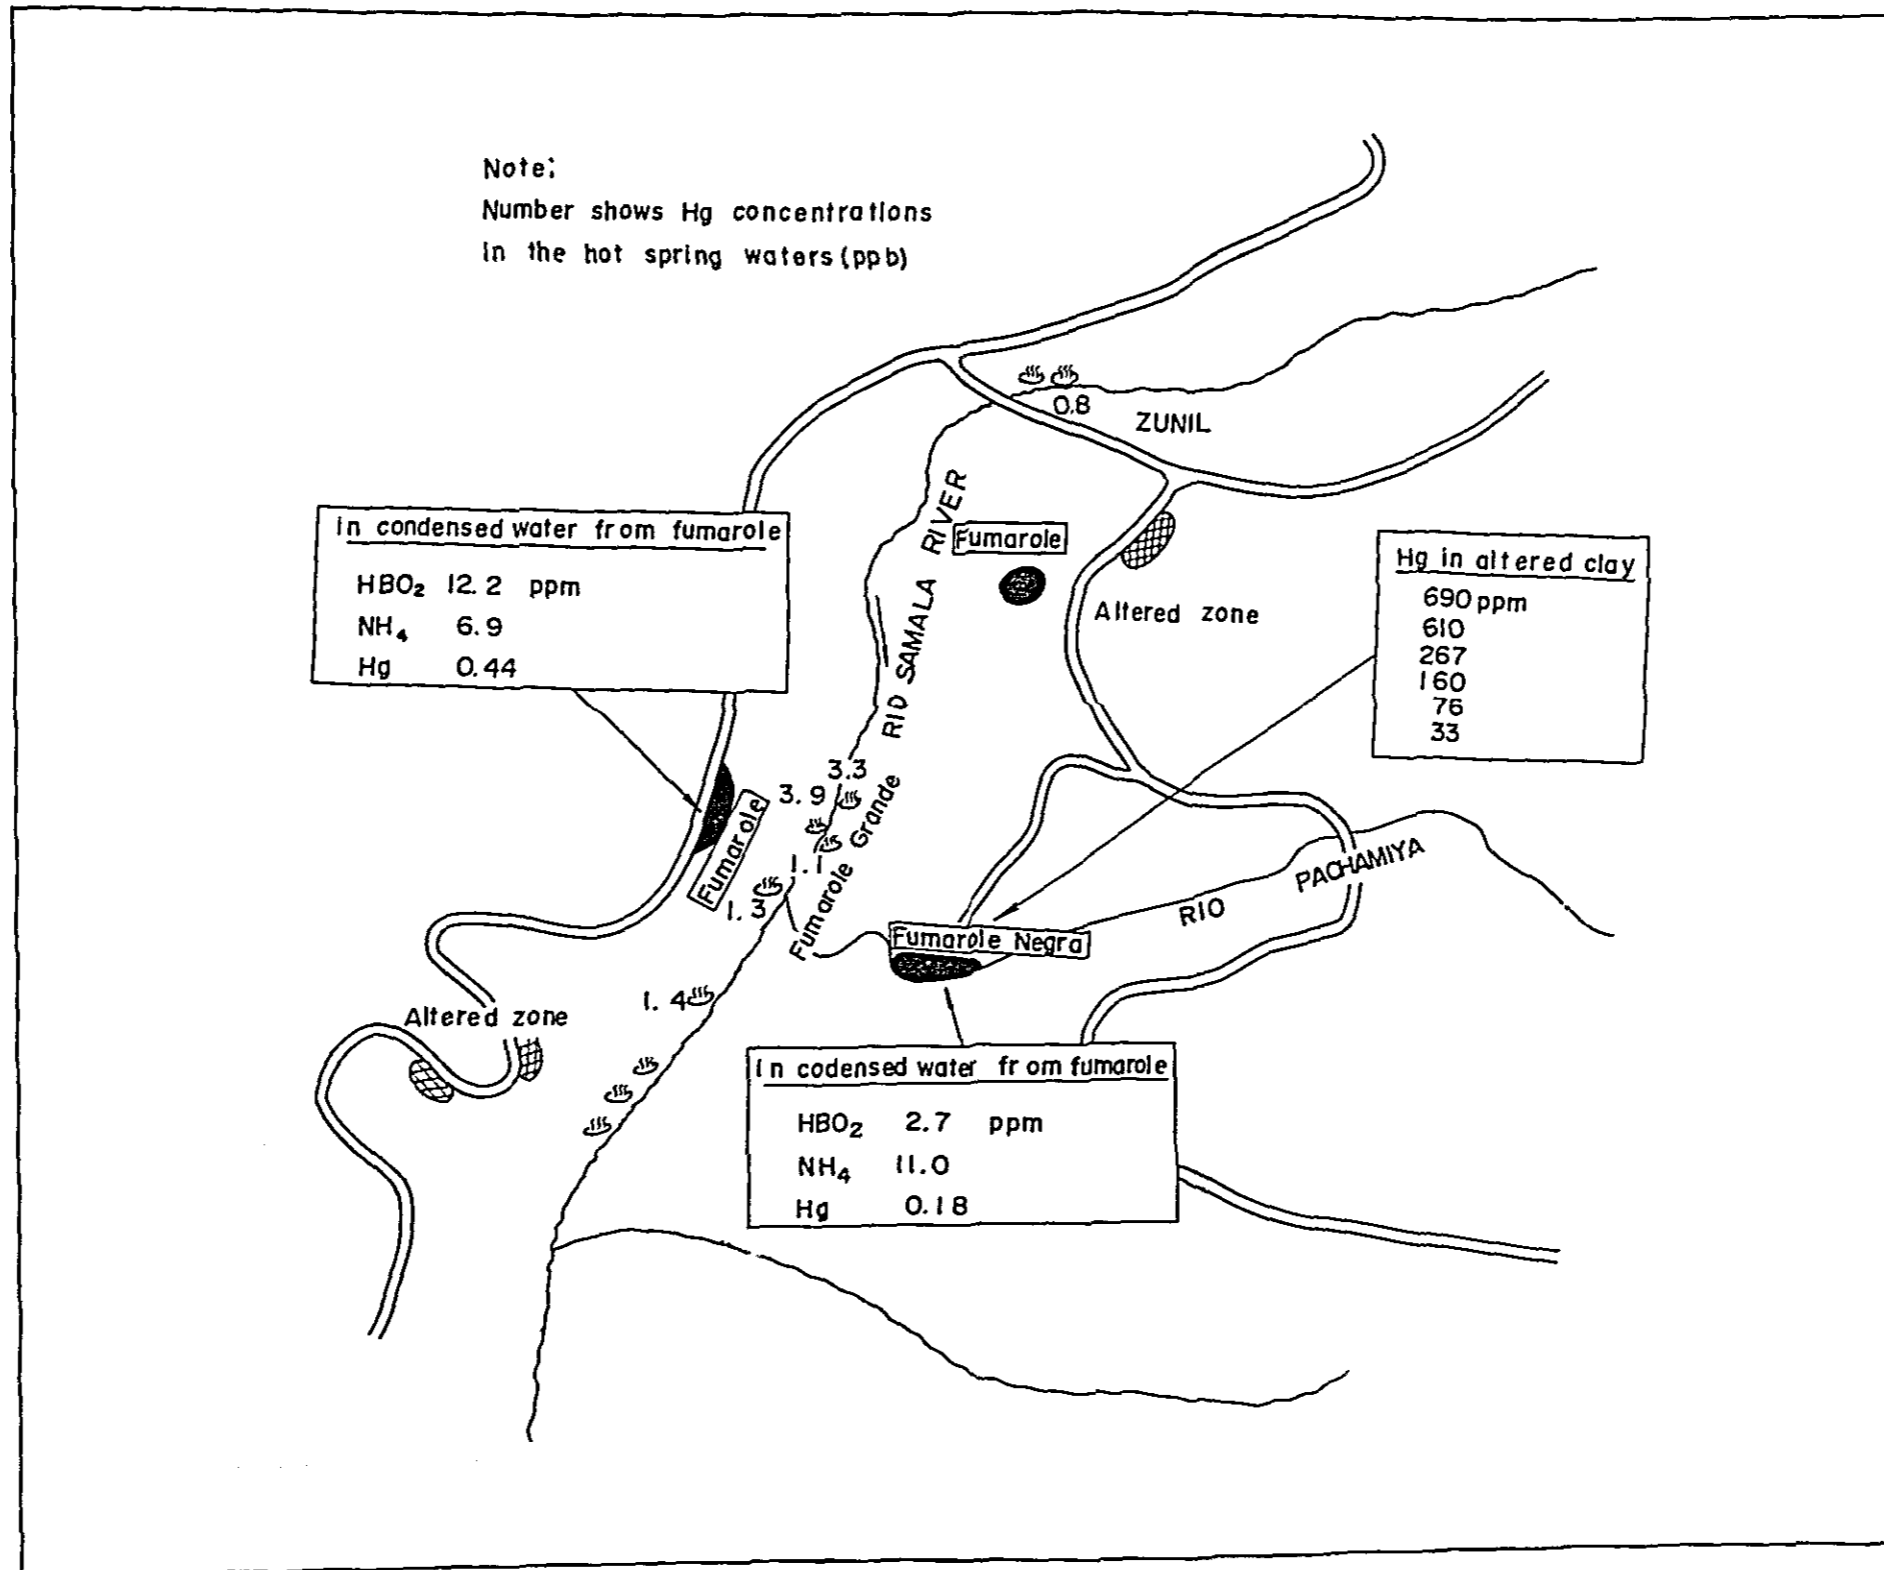 Note:
Number shows Hg concentrations
in the hot spring waters (ppb)
0.8
ZUNIL
RIO SAMALA RIVER
Fumarole
in condensed water from fumarole
HBO₂ 12.2 ppm
NH₄ 6.9
Hg 0.44
Hg in altered clay
690 ppm
610
267
160
76
33
Altered zone
3.3
3.9
Fumarole
Fumarole Grande
1.1
1.3
PACHAMIYA
RIO
Fumarole Negra
1.4
Altered zone
In codensed water from fumarole
HBO₂ 2.7 ppm
NH₄ 11.0
Hg 0.18